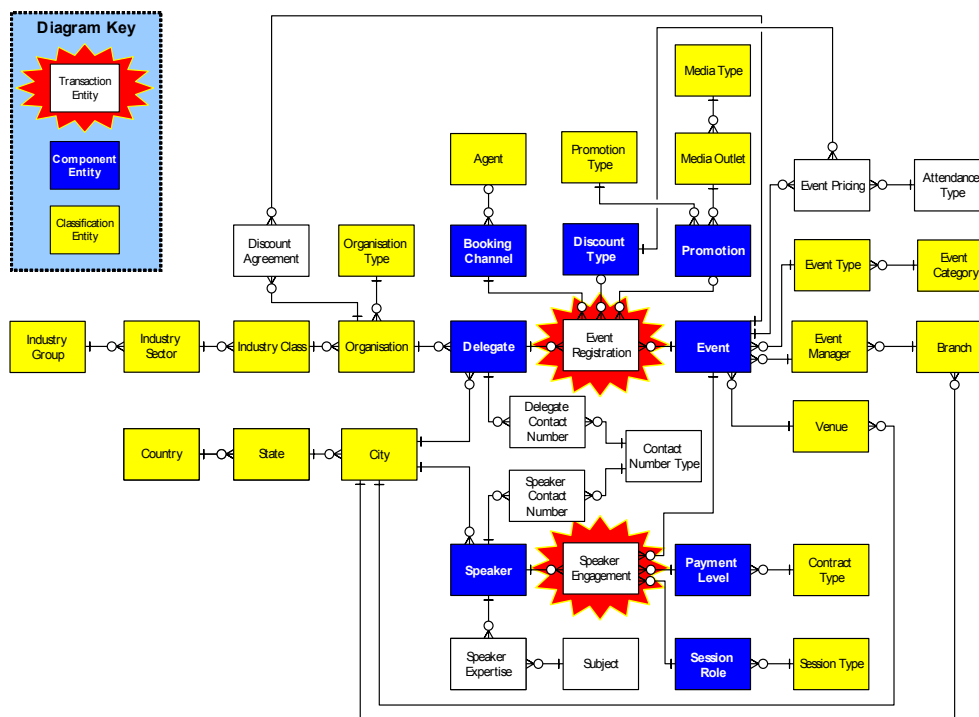 Diagram Key
Transaction
Entity
Component
Entity
Classification
Entity
Media Type
Agent
Promotion
Type
Media Outlet
Event Pricing
Attendance
Type
Discount
Agreement
Organisation
Type
Booking
Channel
Discount
Type
Promotion
Event Type
Event
Category
Industry
Group
Industry
Sector
Industry Class
Organisation
Delegate
Event
Registration
Event
Event
Manager
Branch
Delegate
Contact
Number
Venue
Country
State
City
Contact
Number Type
Speaker
Contact
Number
Speaker
Speaker
Engagement
Payment
Level
Contract
Type
Speaker
Expertise
Subject
Session
Role
Session Type